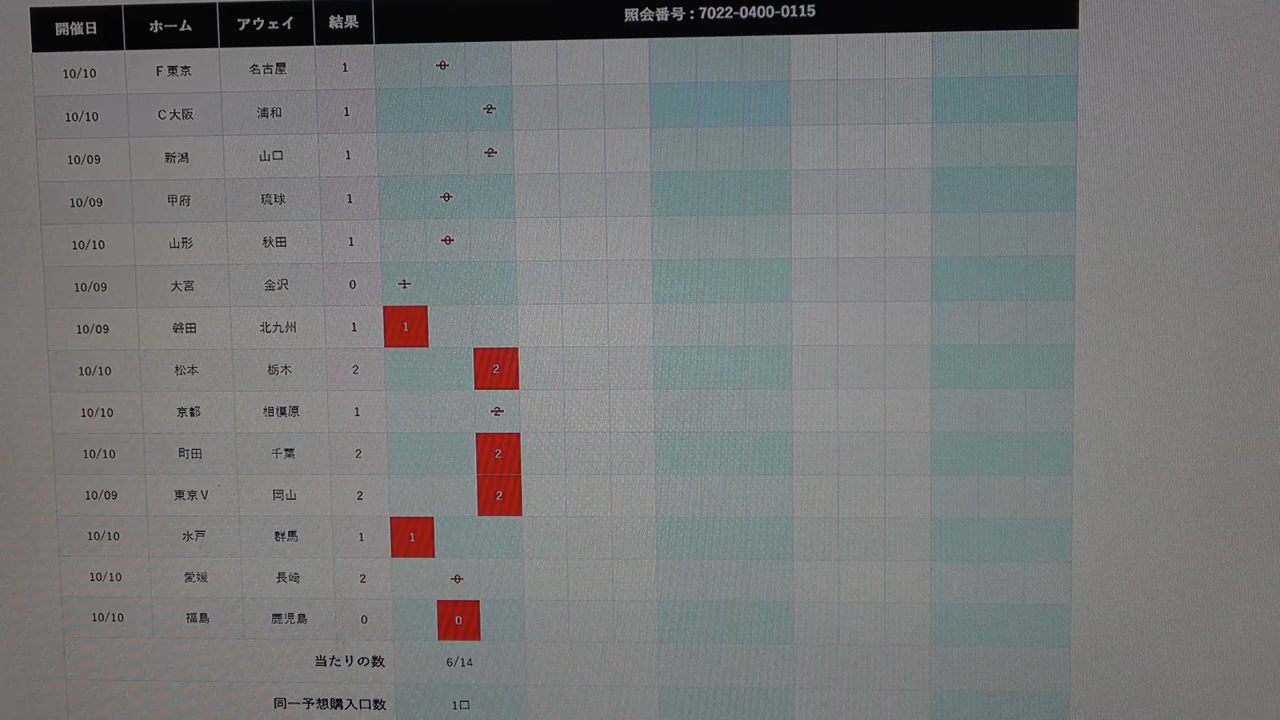 開催日 ホーム アウェイ 結果 照会番号 : 7022-0400-0115
10/10 F東京 名古屋 1 0
10/10 C大阪 浦和 1 2
10/09 新潟 山口 1 2
10/09 甲府 琉球 1 0
10/10 山形 秋田 1 0
10/09 大宮 金沢 0 1
10/09 磐田 北九州 1 1
10/10 松本 栃木 2 2
10/10 京都 相模原 1 2
10/10 町田 千葉 2 2
10/09 東京V 岡山 2 2
10/10 水戸 群馬 1 1
10/10 愛媛 長崎 2 0
10/10 福島 鹿児島 0 0
当たりの数 6/14
同一予想購入口数 1口